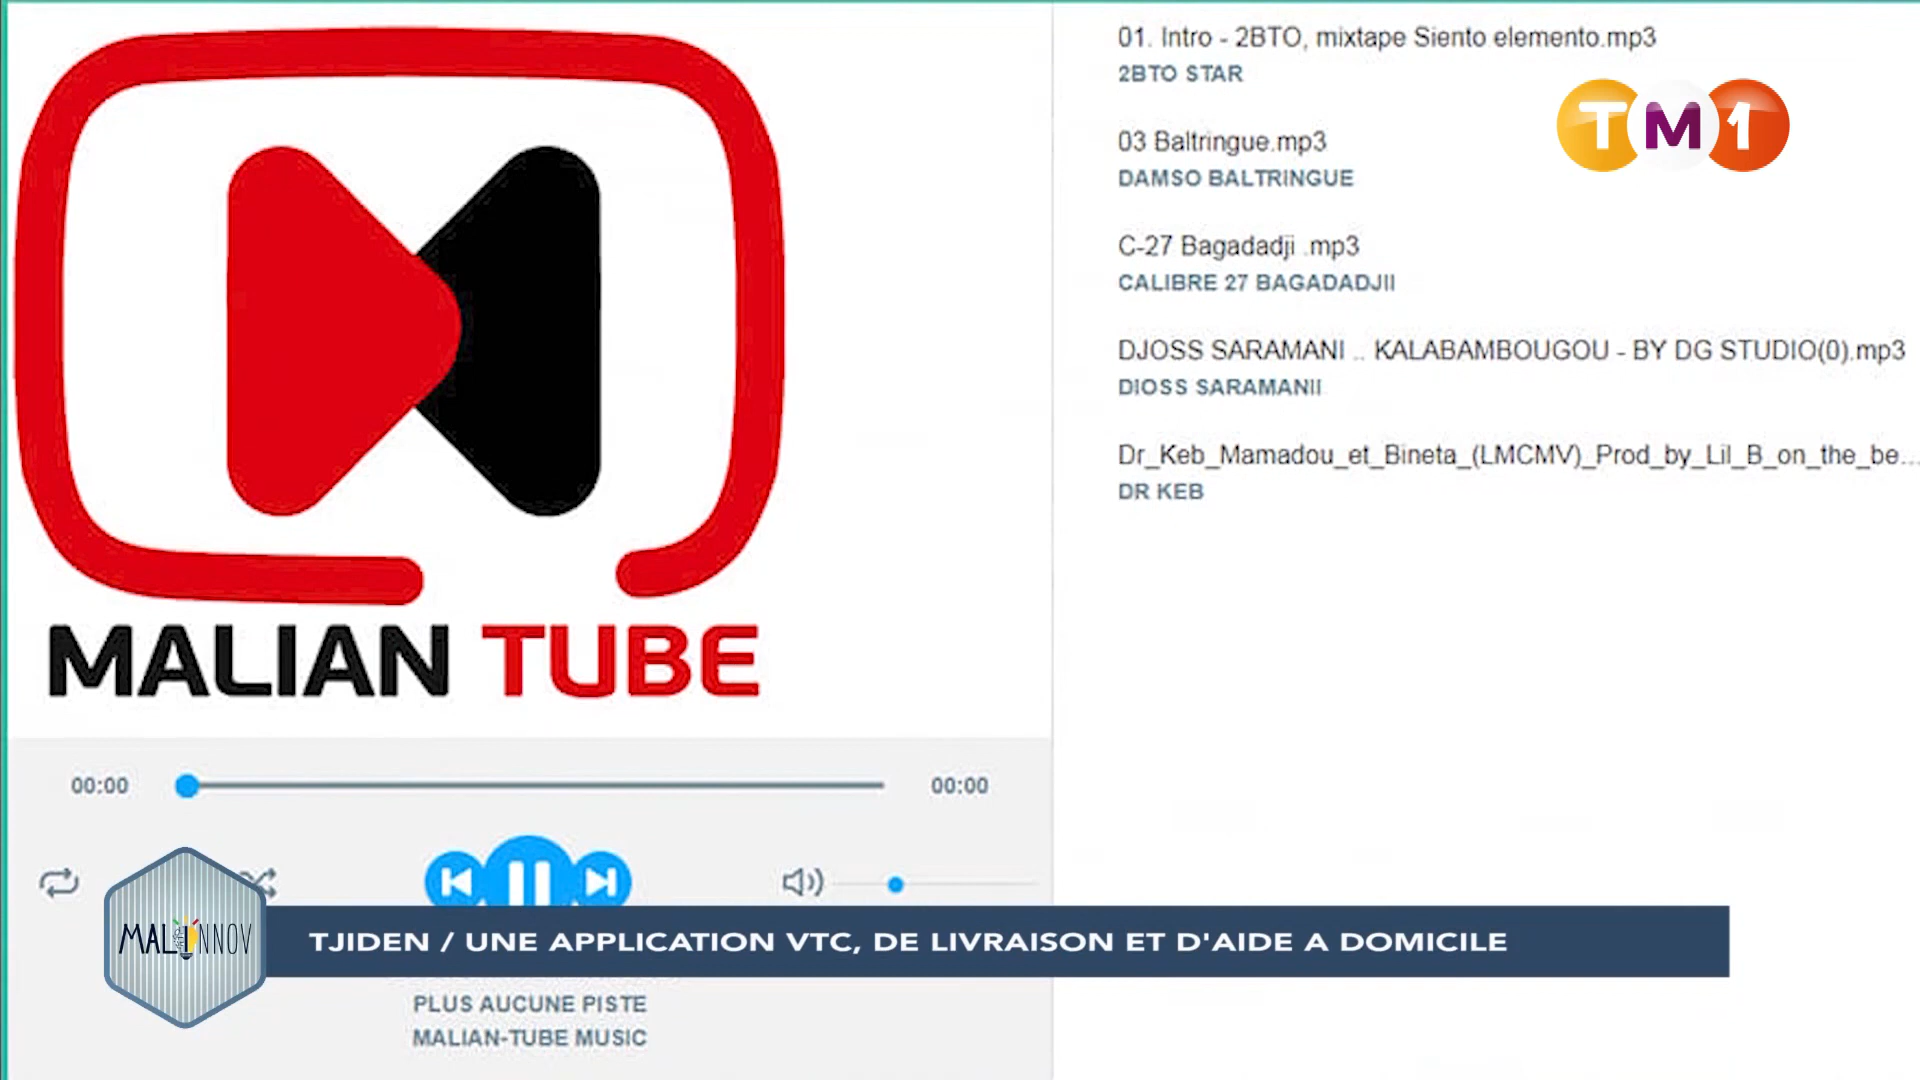 01. Intro - 2BTO, mixtape Siento elemento.mp3
2BTO STAR
TM1
03 Baltringue.mp3
DAMSO BALTRINGUE
C-27 Bagadadji .mp3
CALIBRE 27 BAGADADJII
DJOSS SARAMANI .. KALABAMBOUGOU - BY DG STUDIO(0).mp3
DIOSS SARAMANII
Dr_Keb_Mamadou_et_Bineta_(LMCMV)_Prod_by_Lil_B_on_the_be...
DR KEB
MALIAN TUBE
00:00
00:00
MALINNOV
TJIDEN / UNE APPLICATION VTC, DE LIVRAISON ET D'AIDE A DOMICILE
PLUS AUCUNE PISTE
MALIAN-TUBE MUSIC